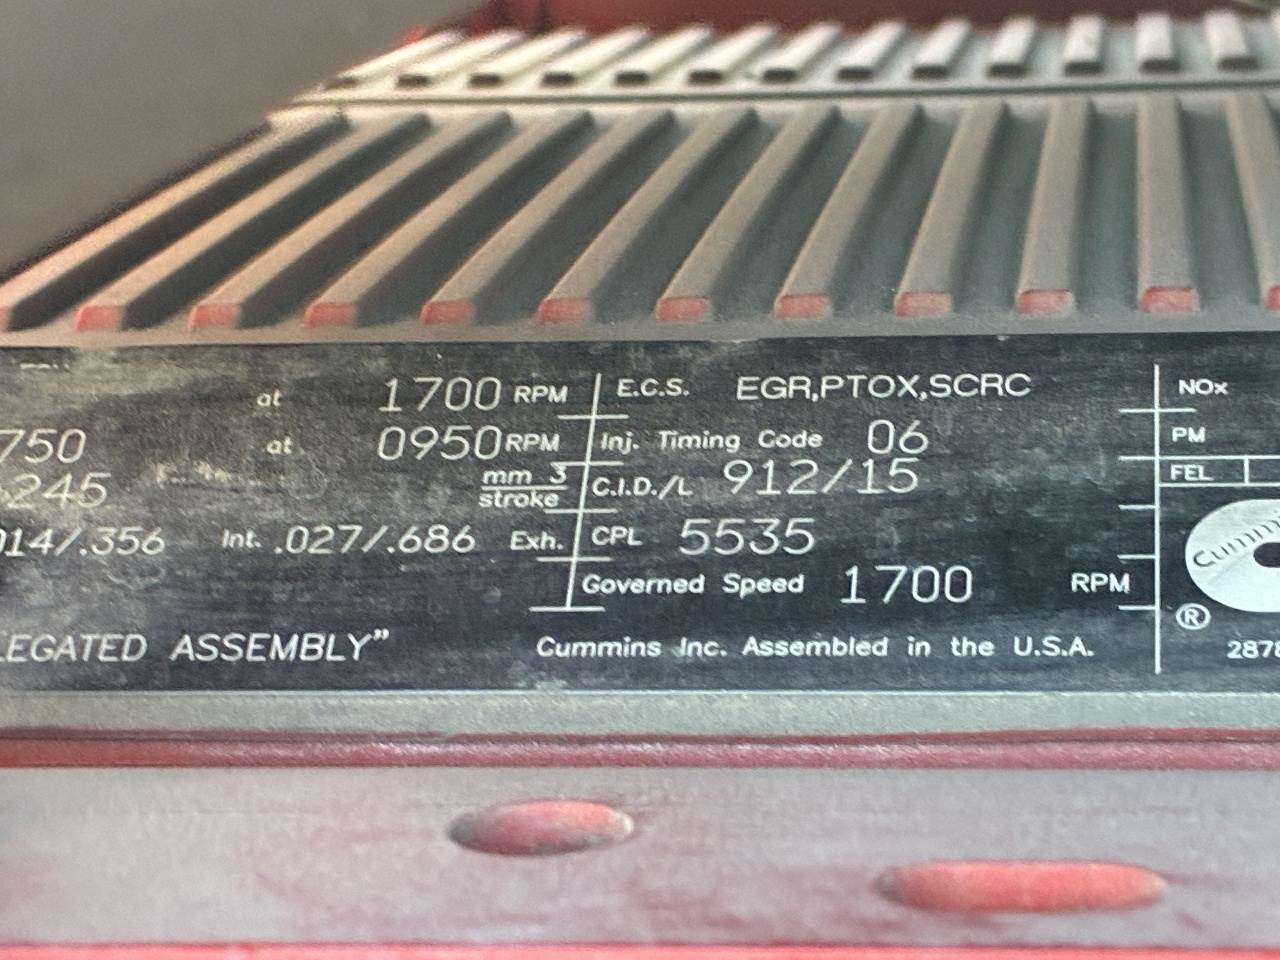 at 1700 RPM E.C.S. EGR,PTOX,SCRC NOx
750 at 0950 RPM Inj. Timing Code 06 PM
245 mm 3 stroke C.I.D./L 912/15 FEL
014/.356 Int. .027/.686 Exh. CPL 5535
Governed Speed 1700 RPM
LEGATED ASSEMBLY" Cummins Inc. Assembled in the U.S.A.
Cummin
®
2878